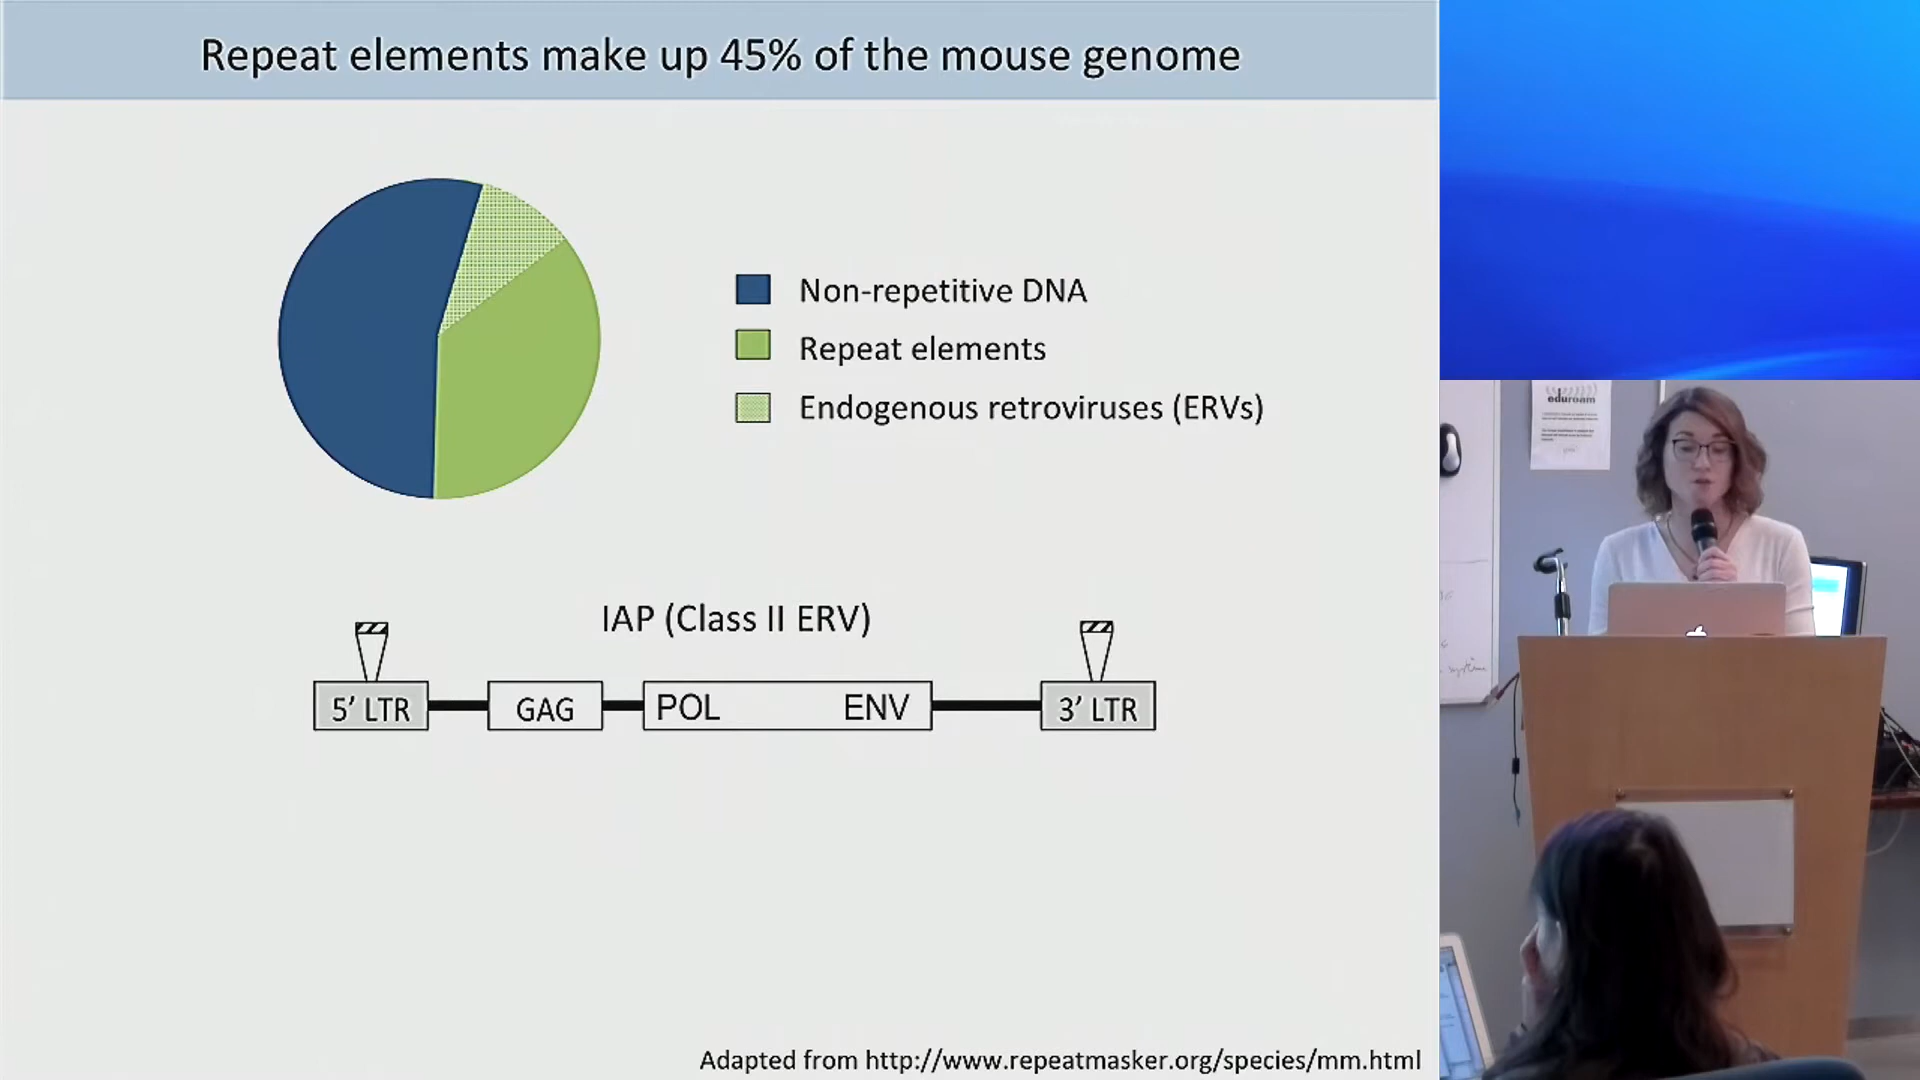 Repeat elements make up 45% of the mouse genome
Non-repetitive DNA
Repeat elements
Endogenous retroviruses (ERVs)
IAP (Class II ERV)
5’ LTR
GAG
POL
ENV
3’ LTR
Adapted from http://www.repeatmasker.org/species/mm.html
eduroam